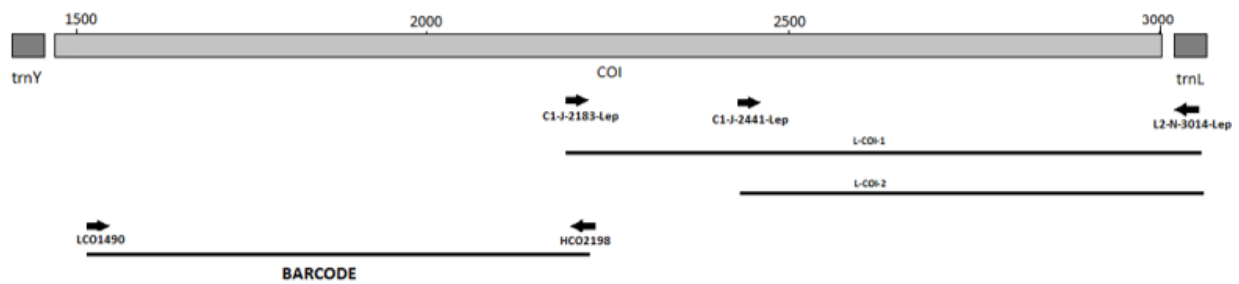 1500 2000 2500 3000
trnY COI trnL
C1-J-2183-Lep C1-J-2441-Lep L2-N-3014-Lep
L-COI-1
L-COI-2
LCO1490 HCO2198
BARCODE